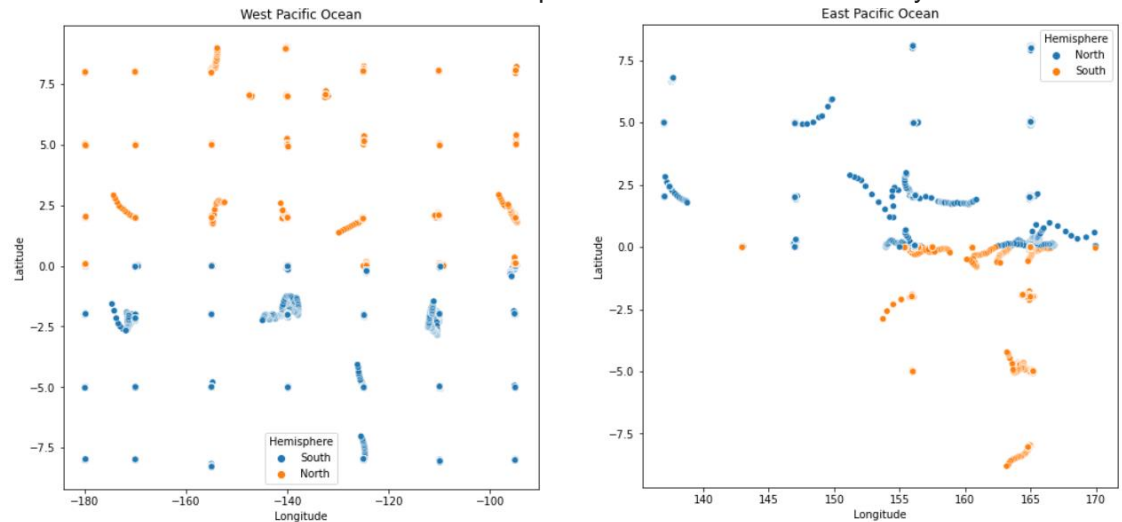 West Pacific Ocean
7.5
5.0
2.5
0.0
−2.5
−5.0
−7.5
Latitude
−180
−160
−140
−120
−100
Longitude
Hemisphere
South
North
East Pacific Ocean
7.5
5.0
2.5
0.0
−2.5
−5.0
−7.5
Latitude
140
145
150
155
160
165
170
Longitude
Hemisphere
North
South